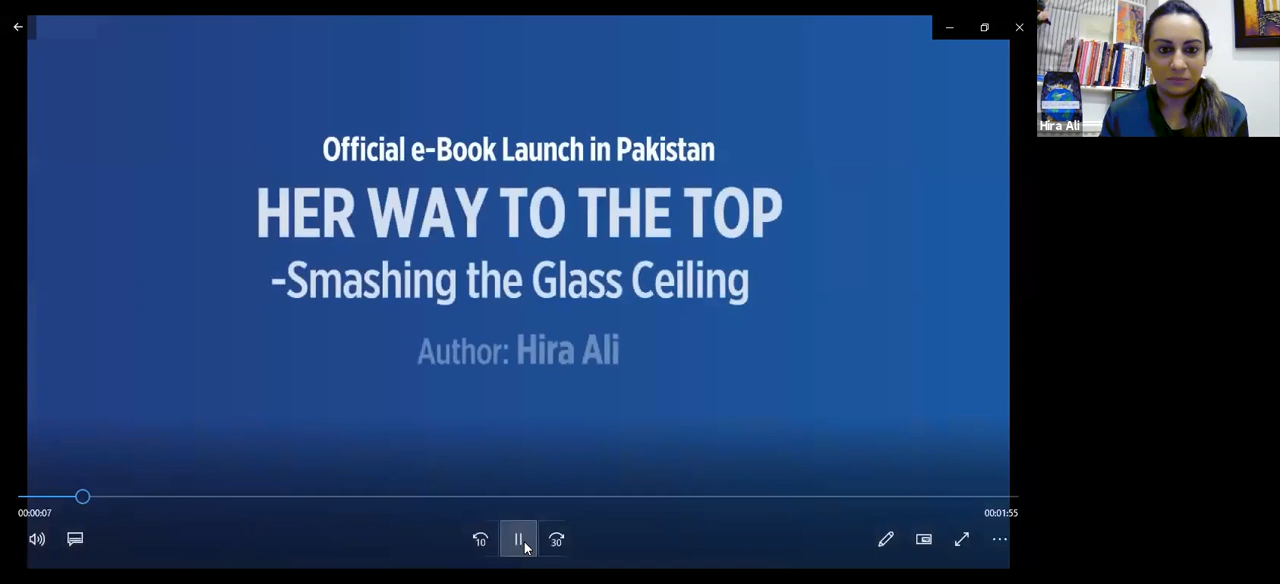 Official e-Book Launch in Pakistan
HER WAY TO THE TOP
-Smashing the Glass Ceiling
Author: Hira Ali
Hira Ali
00:00:07
00:01:55
10
30